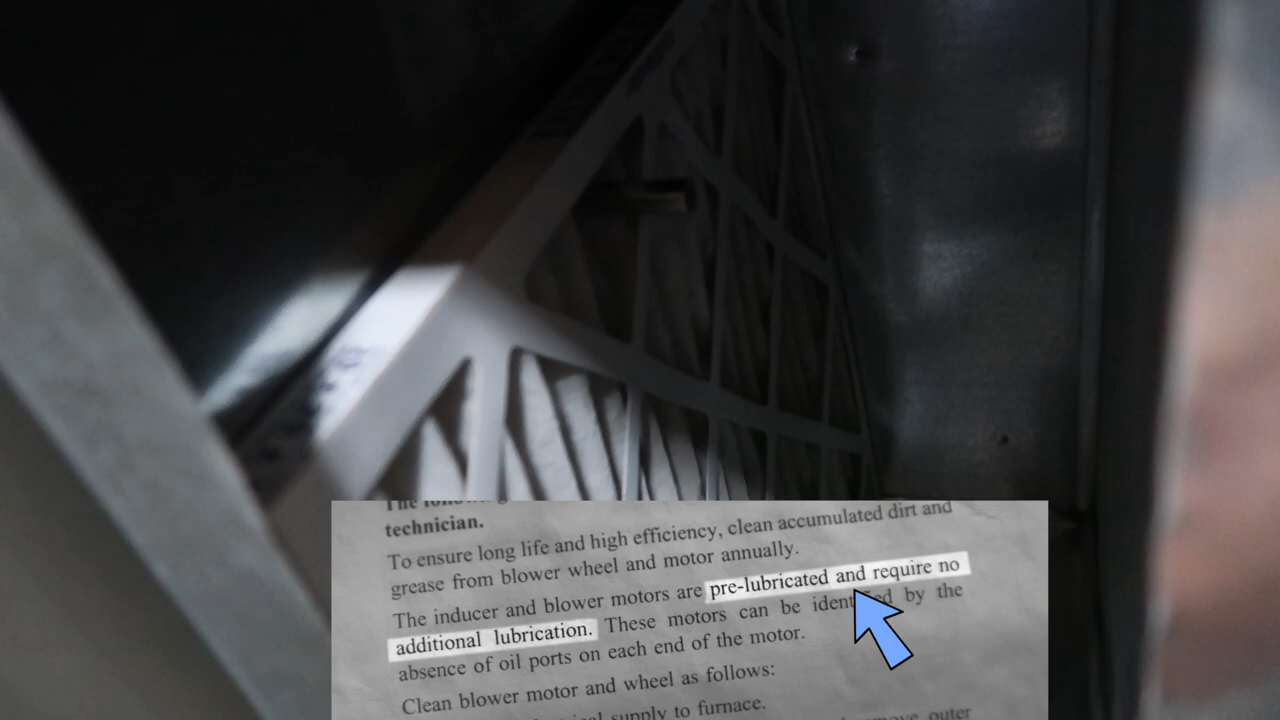 technician.
To ensure long life and high efficiency, clean accumulated dirt and
grease from blower wheel and motor annually.
The inducer and blower motors are pre-lubricated and require no
additional lubrication. These motors can be identified by the
absence of oil ports on each end of the motor.
Clean blower motor and wheel as follows:
supply to furnace.
outer